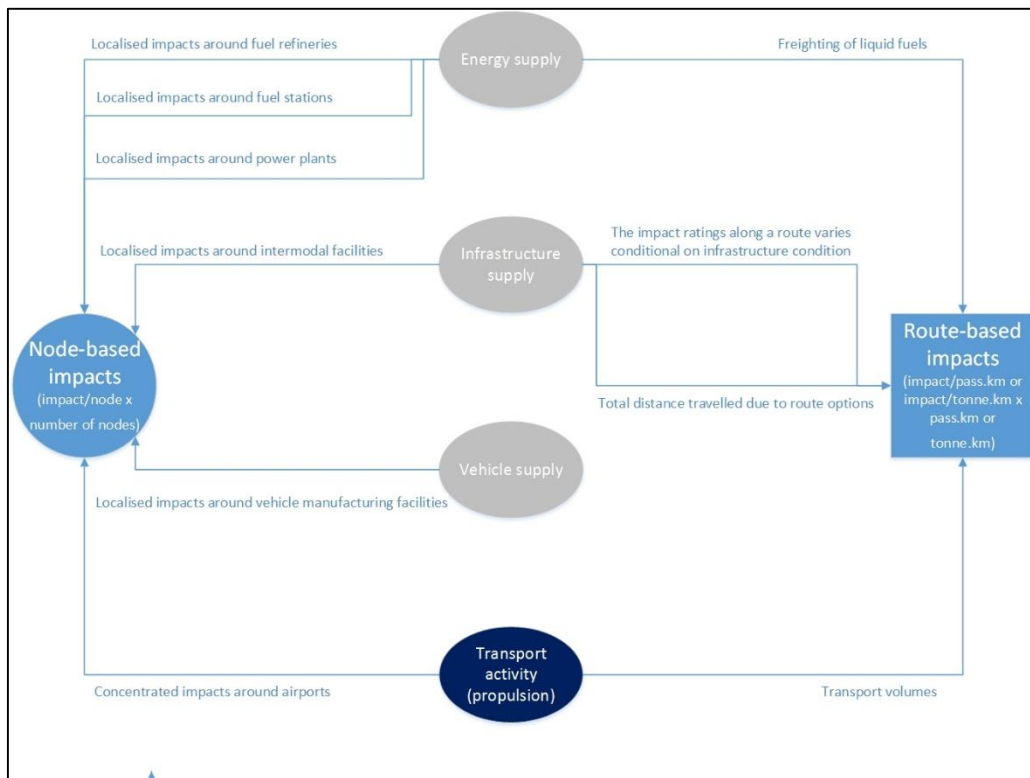 Localised impacts around fuel refineries
Energy supply
Freighting of liquid fuels
Localised impacts around fuel stations
Localised impacts around power plants
Localised impacts around intermodal facilities
Infrastructure
supply
The impact ratings along a route varies
conditional on infrastructure condition
Node-based
impacts
(impact/node x
number of nodes)
Route-based
impacts
(impact/pass.km or
impact/tonne.km x
pass.km or
tonne.km)
Total distance travelled due to route options
Vehicle supply
Localised impacts around vehicle manufacturing facilities
Transport
activity
(propulsion)
Concentrated impacts around airports
Transport volumes